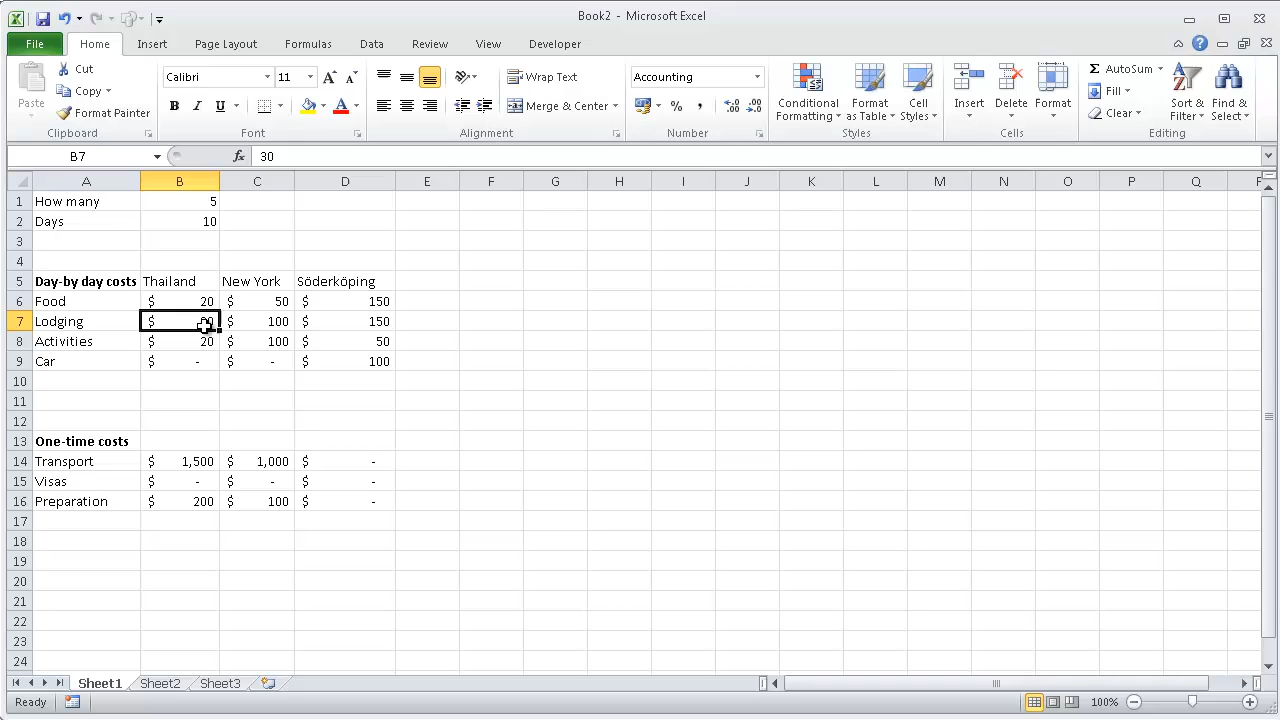 Book2 - Microsoft Excel
File Home Insert Page Layout Formulas Data Review View Developer
Paste Cut Copy Format Painter
Calibri 11
B I U A
Wrap Text
Merge & Center
Accounting
$ % ,
Conditional Formatting Format as Table Cell Styles
Insert Delete Format
Σ AutoSum Fill Clear
Sort & Filter Find & Select
Clipboard Font Alignment Number Styles Cells Editing
B7 fx 30
A B C D E F G H I J K L M N O P Q
1 How many 5
2 Days 10
3
4
5 Day-by day costs Thailand New York Söderköping
6 Food $ 20 $ 50 $ 150
7 Lodging $ $ 100 $ 150
8 Activities $ 20 $ 100 $ 50
9 Car $ - $ - $ 100
10
11
12
13 One-time costs
14 Transport $ 1,500 $ 1,000 $ -
15 Visas $ - $ - $ -
16 Preparation $ 200 $ 100 $ -
17
18
19
20
21
22
23
24
Sheet1 Sheet2 Sheet3
Ready 100%